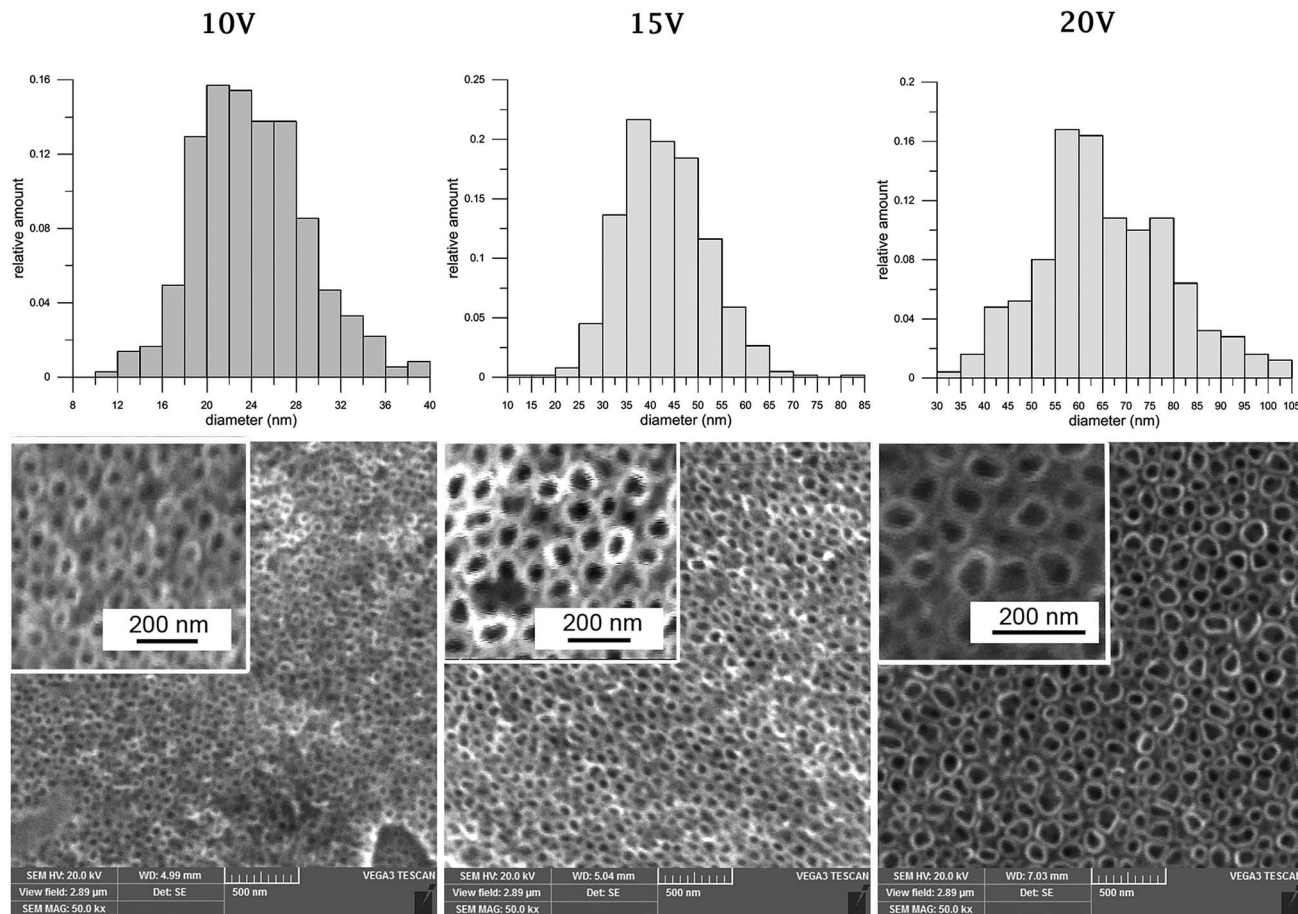 10V
15V
20V
0.16
0.12
0.08
0.04
0
relative amount
8 12 16 20 24 28 32 36 40
diameter (nm)
0.25
0.2
0.15
0.1
0.05
0
relative amount
10 15 20 25 30 35 40 45 50 55 60 65 70 75 80 85
diameter (nm)
0.2
0.16
0.12
0.08
0.04
0
relative amount
30 35 40 45 50 55 60 65 70 75 80 85 90 95 100 105
diameter (nm)
200 nm
200 nm
200 nm
SEM HV: 20.0 kV WD: 4.99 mm VEGA3 TESCAN
View field: 2.89 µm Det: SE 500 nm
SEM MAG: 50.0 kx
SEM HV: 20.0 kV WD: 5.04 mm VEGA3 TESCAN
View field: 2.89 µm Det: SE 500 nm
SEM MAG: 50.0 kx
SEM HV: 20.0 kV WD: 7.03 mm VEGA3 TESCAN
View field: 2.89 µm Det: SE 500 nm
SEM MAG: 50.0 kx